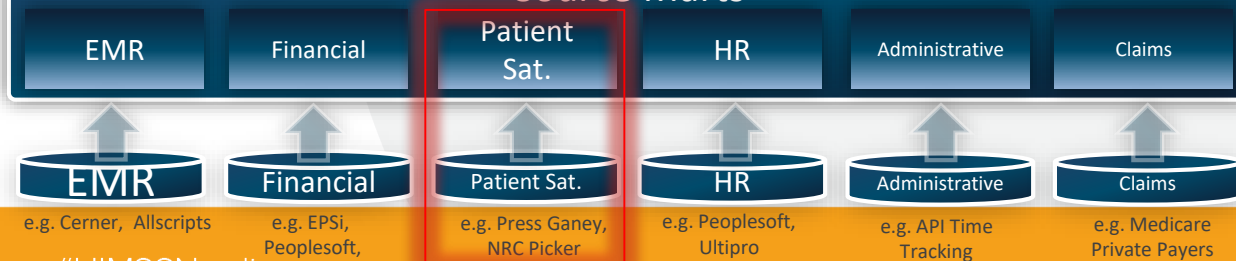 EMR
Financial
Patient
Sat.
HR
Administrative
Claims
EMR
Financial
Patient Sat.
HR
Administrative
Claims
e.g. Cerner, Allscripts
e.g. EPSi,
Peoplesoft,
e.g. Press Ganey,
NRC Picker
e.g. Peoplesoft,
Ultipro
e.g. API Time
Tracking
e.g. Medicare
Private Payers